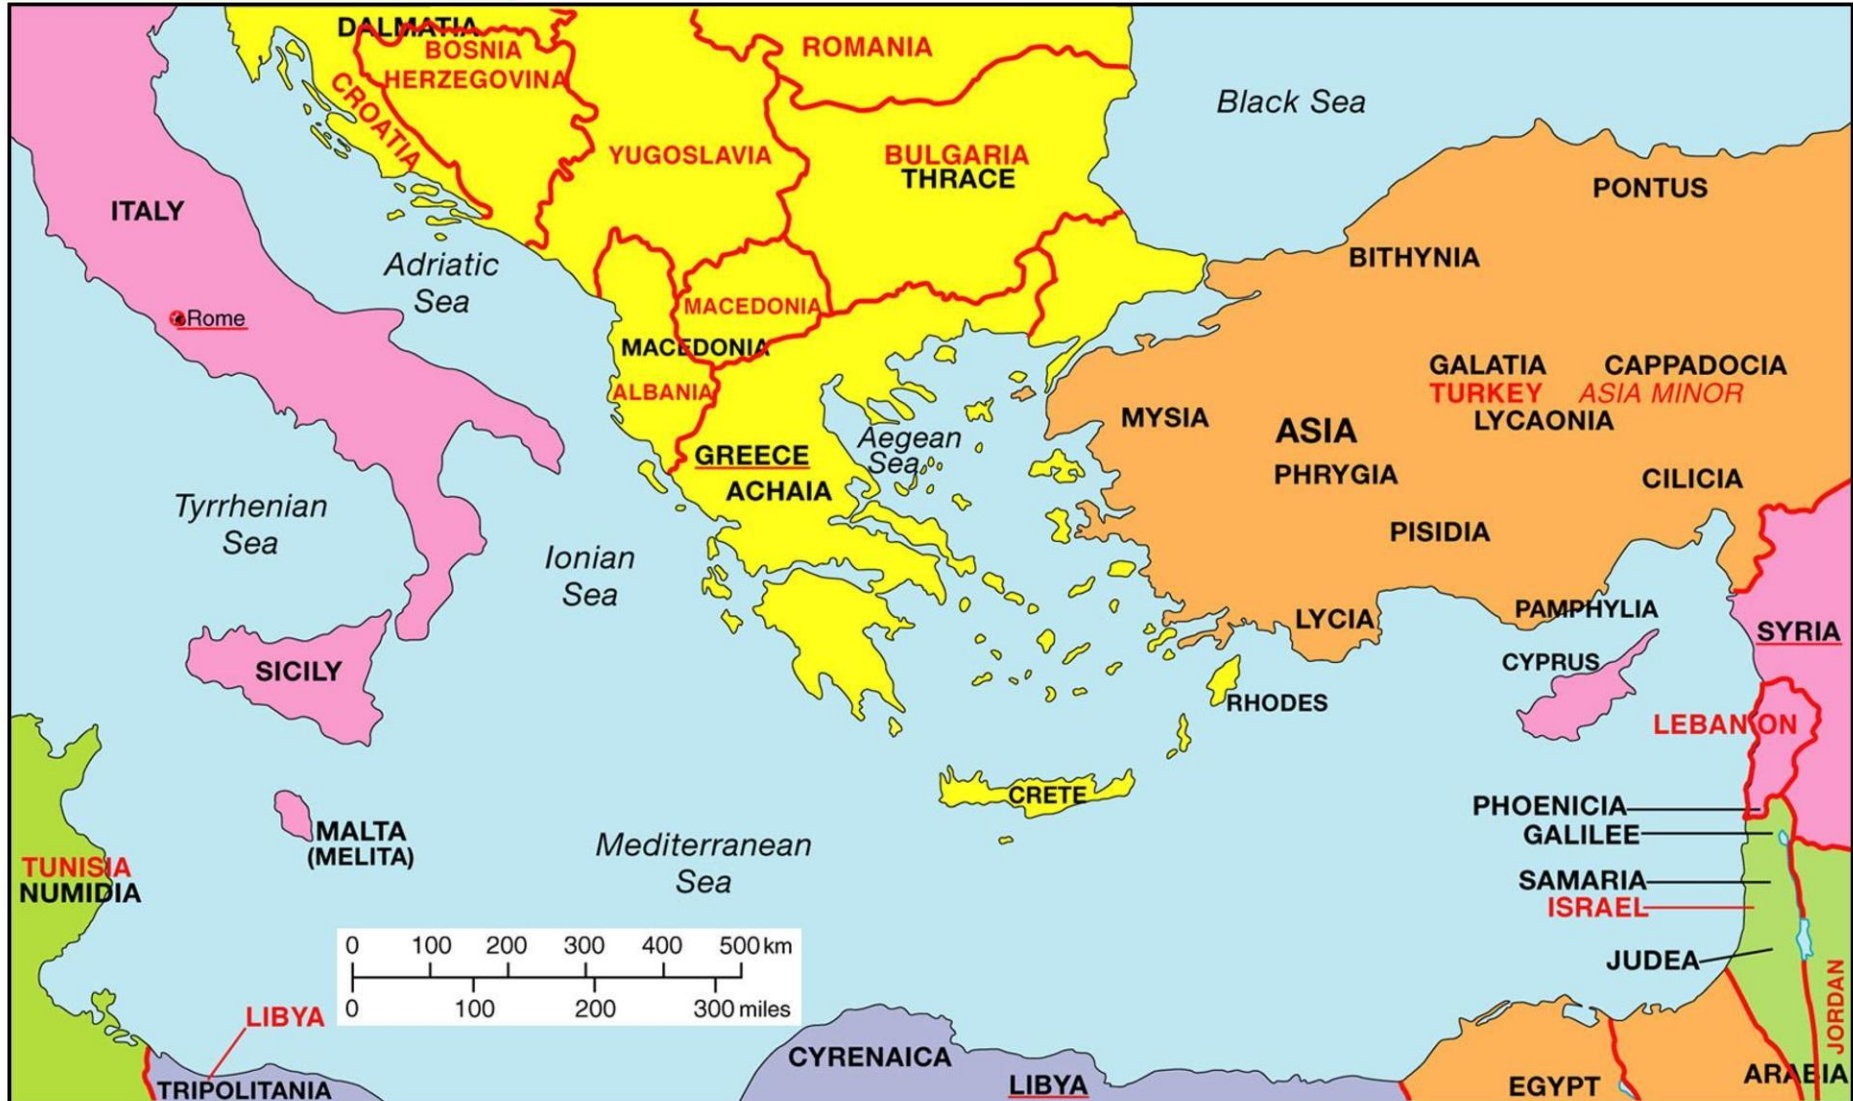 DALMATIA
BOSNIA
HERZEGOVINA
CROATIA
ROMANIA
Black Sea
YUGOSLAVIA
BULGARIA
THRACE
PONTUS
ITALY
BITHYNIA
Adriatic
Sea
Rome
MACEDONIA
MACEDONIA
ALBANIA
GALATIA
CAPPADOCIA
TURKEY
ASIA MINOR
LYCAONIA
MYSIA
ASIA
PHRYGIA
CILICIA
PISIDIA
Aegean
Sea
GREECE
ACHAIA
Tyrrhenian
Sea
Ionian
Sea
LYCIA
PAMPHYLIA
SYRIA
CYPRUS
SICILY
RHODES
LEBANON
CRETE
PHOENICIA
GALILEE
SAMARIA
ISRAEL
JUDEA
JORDAN
MALTA
(MELITA)
Mediterranean
Sea
TUNISIA
NUMIDIA
0 100 200 300 400 500 km
0 100 200 300 miles
LIBYA
TRIPOLITANIA
CYRENAICA
LIBYA
EGYPT
ARABIA